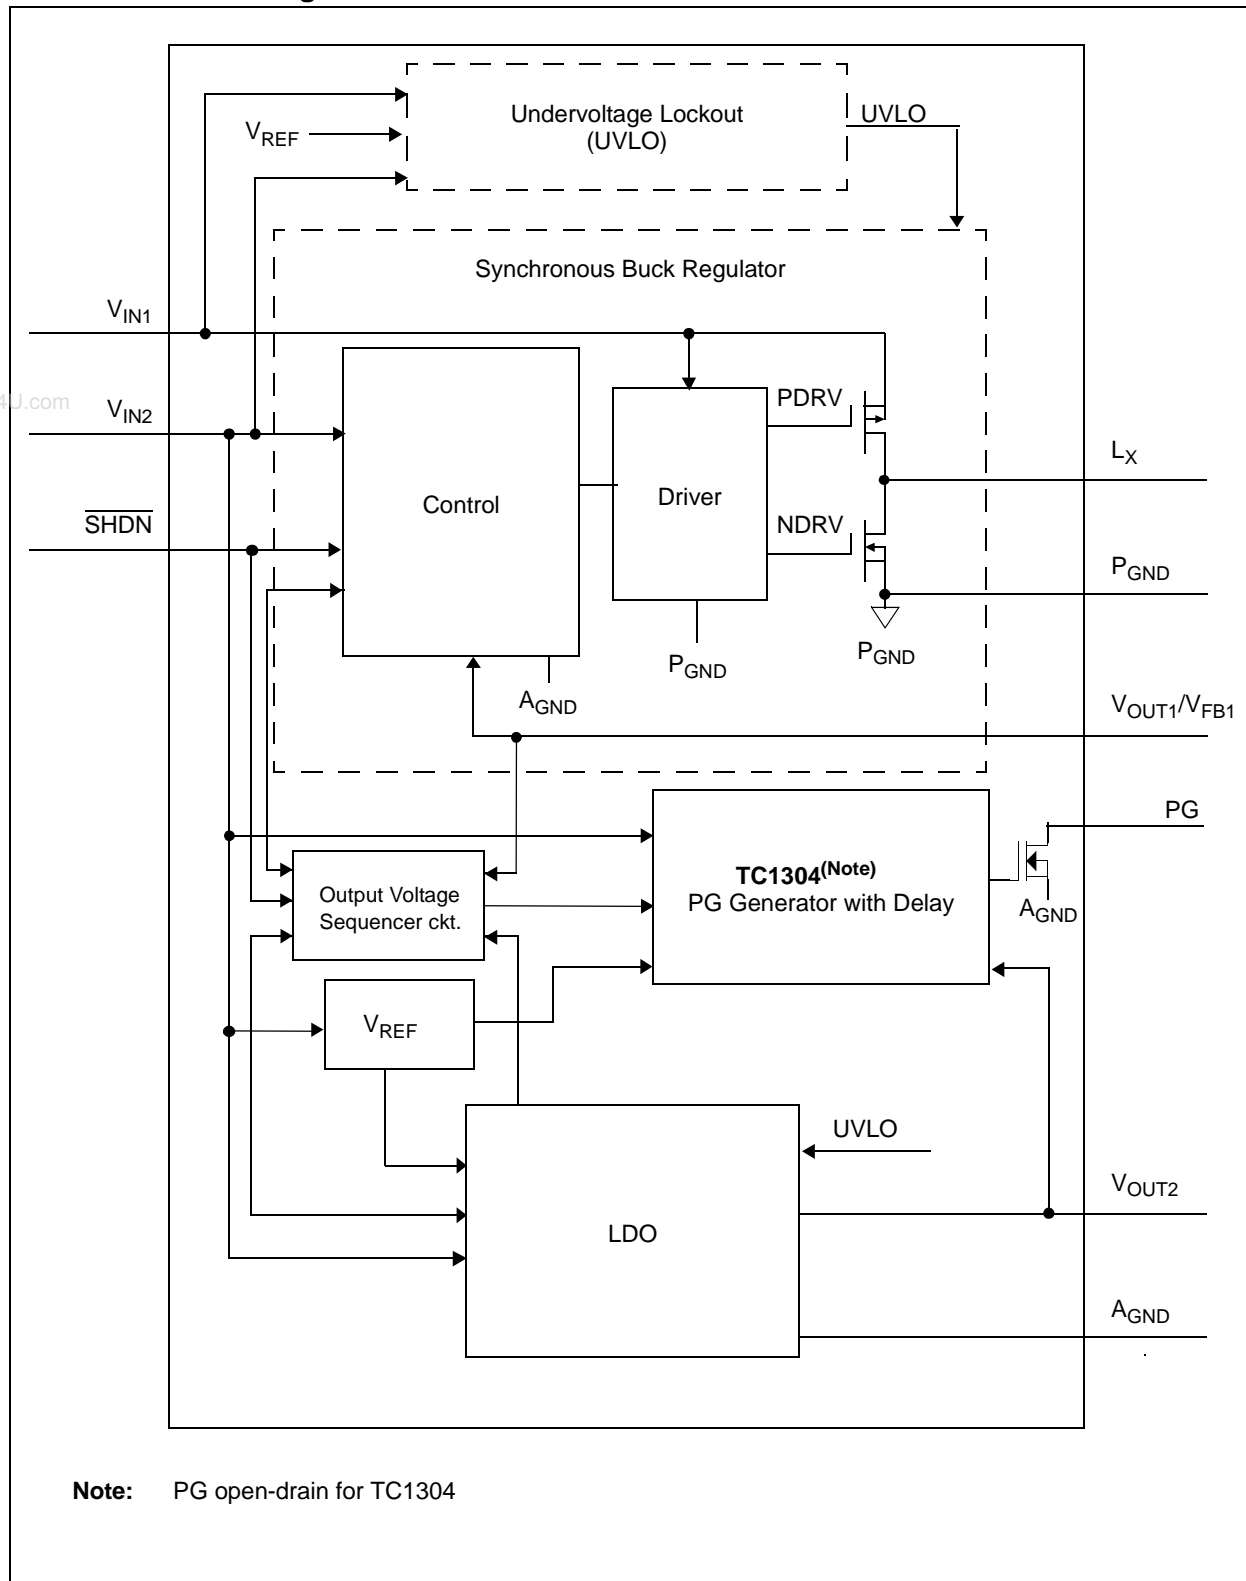 g
Undervoltage Lockout
(UVLO)
UVLO
VREF
Synchronous Buck Regulator
VIN1
4U.com
VIN2
PDRV
LX
Control
Driver
SHDN
NDRV
PGND
PGND
PGND
AGND
VOUT1/VFB1
PG
TC1304(Note)
PG Generator with Delay
Output Voltage
Sequencer ckt.
AGND
VREF
UVLO
VOUT2
LDO
AGND
Note: PG open-drain for TC1304